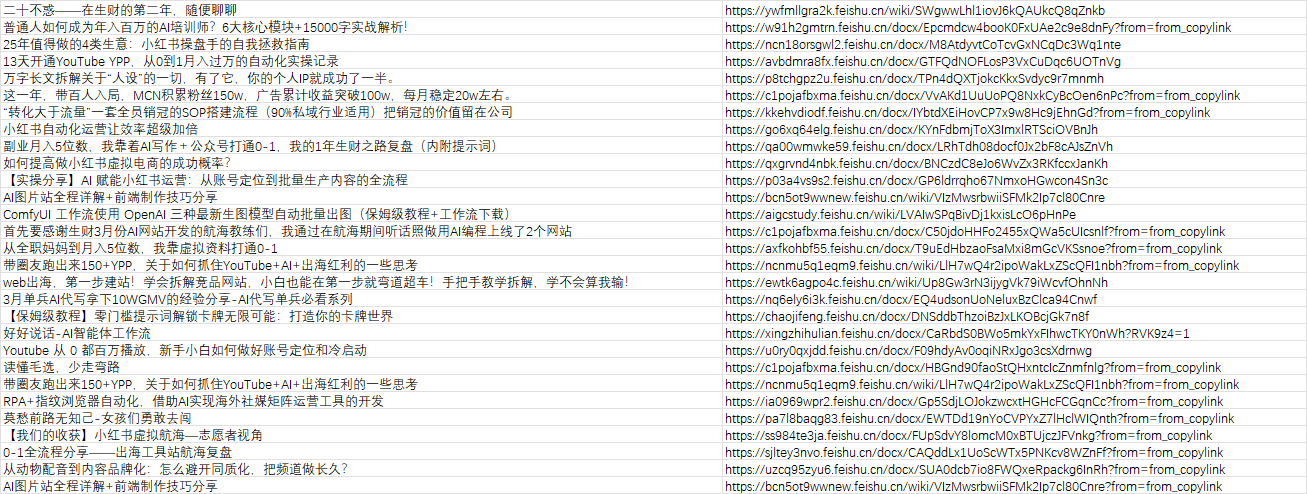 二十不惑——在生财的第二年，随便聊聊 https://ywfmllgra2k.feishu.cn/wiki/SWgwwLhl1iovJ6kQAUkcQ8qZnkb
普通人如何成为年入百万的AI培训师？6大核心模块+15000字实战解析！ https://w91h2gmtrn.feishu.cn/docx/Epcmdcw4booK0FxUAe2c9e8dnFy?from=from_copylink
25年值得做的4类生意：小红书操盘手的自我拯救指南 https://ncn18orsgwl2.feishu.cn/docx/M8AtdyvtCoTcvGxNCqDc3Wq1nte
13天开通YouTube YPP，从0到1月入过万的自动化实操记录 https://avbdmra8fx.feishu.cn/docx/GTFQdNOFLosP3VxCuDqc6UOTnVg
万字长文拆解关于“人设”的一切，有了它，你的个人IP就成功了一半。 https://p8tchgpz2u.feishu.cn/docx/TPn4dQXTjokcKkxSvdyc9r7mnmh
这一年，带百人入局，MCN积累粉丝150w，广告累计收益突破100w，每月稳定20w左右。 https://c1pojafbxma.feishu.cn/docx/VvAKd1UuUoPQ8NxkCyBcOen6nPc?from=from_copylink
“转化大于流量”一套全员销冠的SOP搭建流程（90%私域行业适用）把销冠的价值留在公司 https://kkehvdiodf.feishu.cn/docx/IYbtdXEiHovCP7x9w8Hc9jEhnGd?from=from_copylink
小红书自动化运营让效率超级加倍 https://go6xq64elg.feishu.cn/docx/KYnFdbmjToX3ImxlRTSciOVBnJh
副业月入5位数，我靠着AI写作＋公众号打通0-1，我的1年生财之路复盘（内附提示词） https://qa00wmwke59.feishu.cn/docx/LRhTdh08docf0Jx2bF8cAJsZnVh
如何提高做小红书虚拟电商的成功概率？ https://qxgrvnd4nbk.feishu.cn/docx/BNCzdC8eJo6WvZx3RKfccxJanKh
【实操分享】AI 赋能小红书运营：从账号定位到批量生产内容的全流程 https://p03a4vs9s2.feishu.cn/docx/GP6ldrrqho67NmxoHGwcon4Sn3c
AI图片站全程详解+前端制作技巧分享 https://bcn5ot9wwnew.feishu.cn/wiki/VIzMwsrbwiiSFMk2Ip7cl80Cnre
ComfyUI 工作流使用 OpenAI 三种最新生图模型自动批量出图（保姆级教程+工作流下载） https://aigcstudy.feishu.cn/wiki/LVAIwSPqBivDj1kxisLcO6pHnPe
首先要感谢生财3月份AI网站开发的航海教练们，我通过在航海期间听话照做用AI编程上线了2个网站 https://c1pojafbxma.feishu.cn/docx/C50jdoHHFo2455xQWa5cUIcsnlf?from=from_copylink
从全职妈妈到月入5位数，我靠虚拟资料打通0-1 https://axfkohbf55.feishu.cn/docx/T9uEdHbzaoFsaMxi8mGcVKSsnoe?from=from_copylink
带圈友跑出来150+YPP，关于如何抓住YouTube+AI+出海红利的一些思考 https://ncnmu5q1eqm9.feishu.cn/wiki/LlH7wQ4r2ipoWakLxZScQFI1nbh?from=from_copylink
web出海，第一步建站！学会拆解竞品网站，小白也能在第一步就弯道超车！手把手教学拆解，学不会算我输！ https://ewtk6agpo4c.feishu.cn/wiki/Up8Gw3rN3ijygVk79iWcvfOhnNh
3月单兵AI代写拿下10WGMV的经验分享-AI代写单兵必看系列 https://nq6ely6i3k.feishu.cn/docx/EQ4udsonUoNeluxBzClca94Cnwf
【保姆级教程】零门槛提示词解锁卡牌无限可能：打造你的卡牌世界 https://chaojifeng.feishu.cn/docx/DNSddbThzoiBzJxLKOBcjGk7n8f
好好说话-AI智能体工作流 https://xingzhihulian.feishu.cn/docx/CaRbdS0BWo5mkYxFIhwcTKY0nWh?RVK9z4=1
Youtube 从 0 都百万播放，新手小白如何做好账号定位和冷启动 https://u0ry0qxjdd.feishu.cn/docx/F09hdyAv0oqiNRxJgo3csXdrnwg
读懂毛选，少走弯路 https://c1pojafbxma.feishu.cn/docx/HBGnd90faoStQHxntcIcZnmfnlg?from=from_copylink
带圈友跑出来150+YPP，关于如何抓住YouTube+AI+出海红利的一些思考 https://ncnmu5q1eqm9.feishu.cn/wiki/LlH7wQ4r2ipoWakLxZScQFI1nbh?from=from_copylink
RPA+指纹浏览器自动化，借助AI实现海外社媒矩阵运营工具的开发 https://ia0969wpr2.feishu.cn/docx/Gp5SdjLOJokzwcxtHGHcFCGqnCc?from=from_copylink
莫愁前路无知己-女孩们勇敢去闯 https://pa7l8baqg83.feishu.cn/docx/EWTDd19nYoCVPYxZ7lHclWIQnth?from=from_copylink
【我们的收获】小红书虚拟航海—志愿者视角 https://ss984te3ja.feishu.cn/docx/FUpSdvY8lomcM0xBTUjczJFVnkg?from=from_copylink
0-1全流程分享——出海工具站航海复盘 https://sjltey3nvo.feishu.cn/docx/CAQddLx1UoScWTx5PNKcv8WZnFf?from=from_copylink
从动物配音到内容品牌化：怎么避开同质化，把频道做长久？ https://uzcq95zyu6.feishu.cn/docx/SUA0dcb7io8FWQxeRpackg6InRh?from=from_copylink
AI图片站全程详解+前端制作技巧分享 https://bcn5ot9wwnew.feishu.cn/wiki/VIzMwsrbwiiSFMk2Ip7cl80Cnre?from=from_copylink